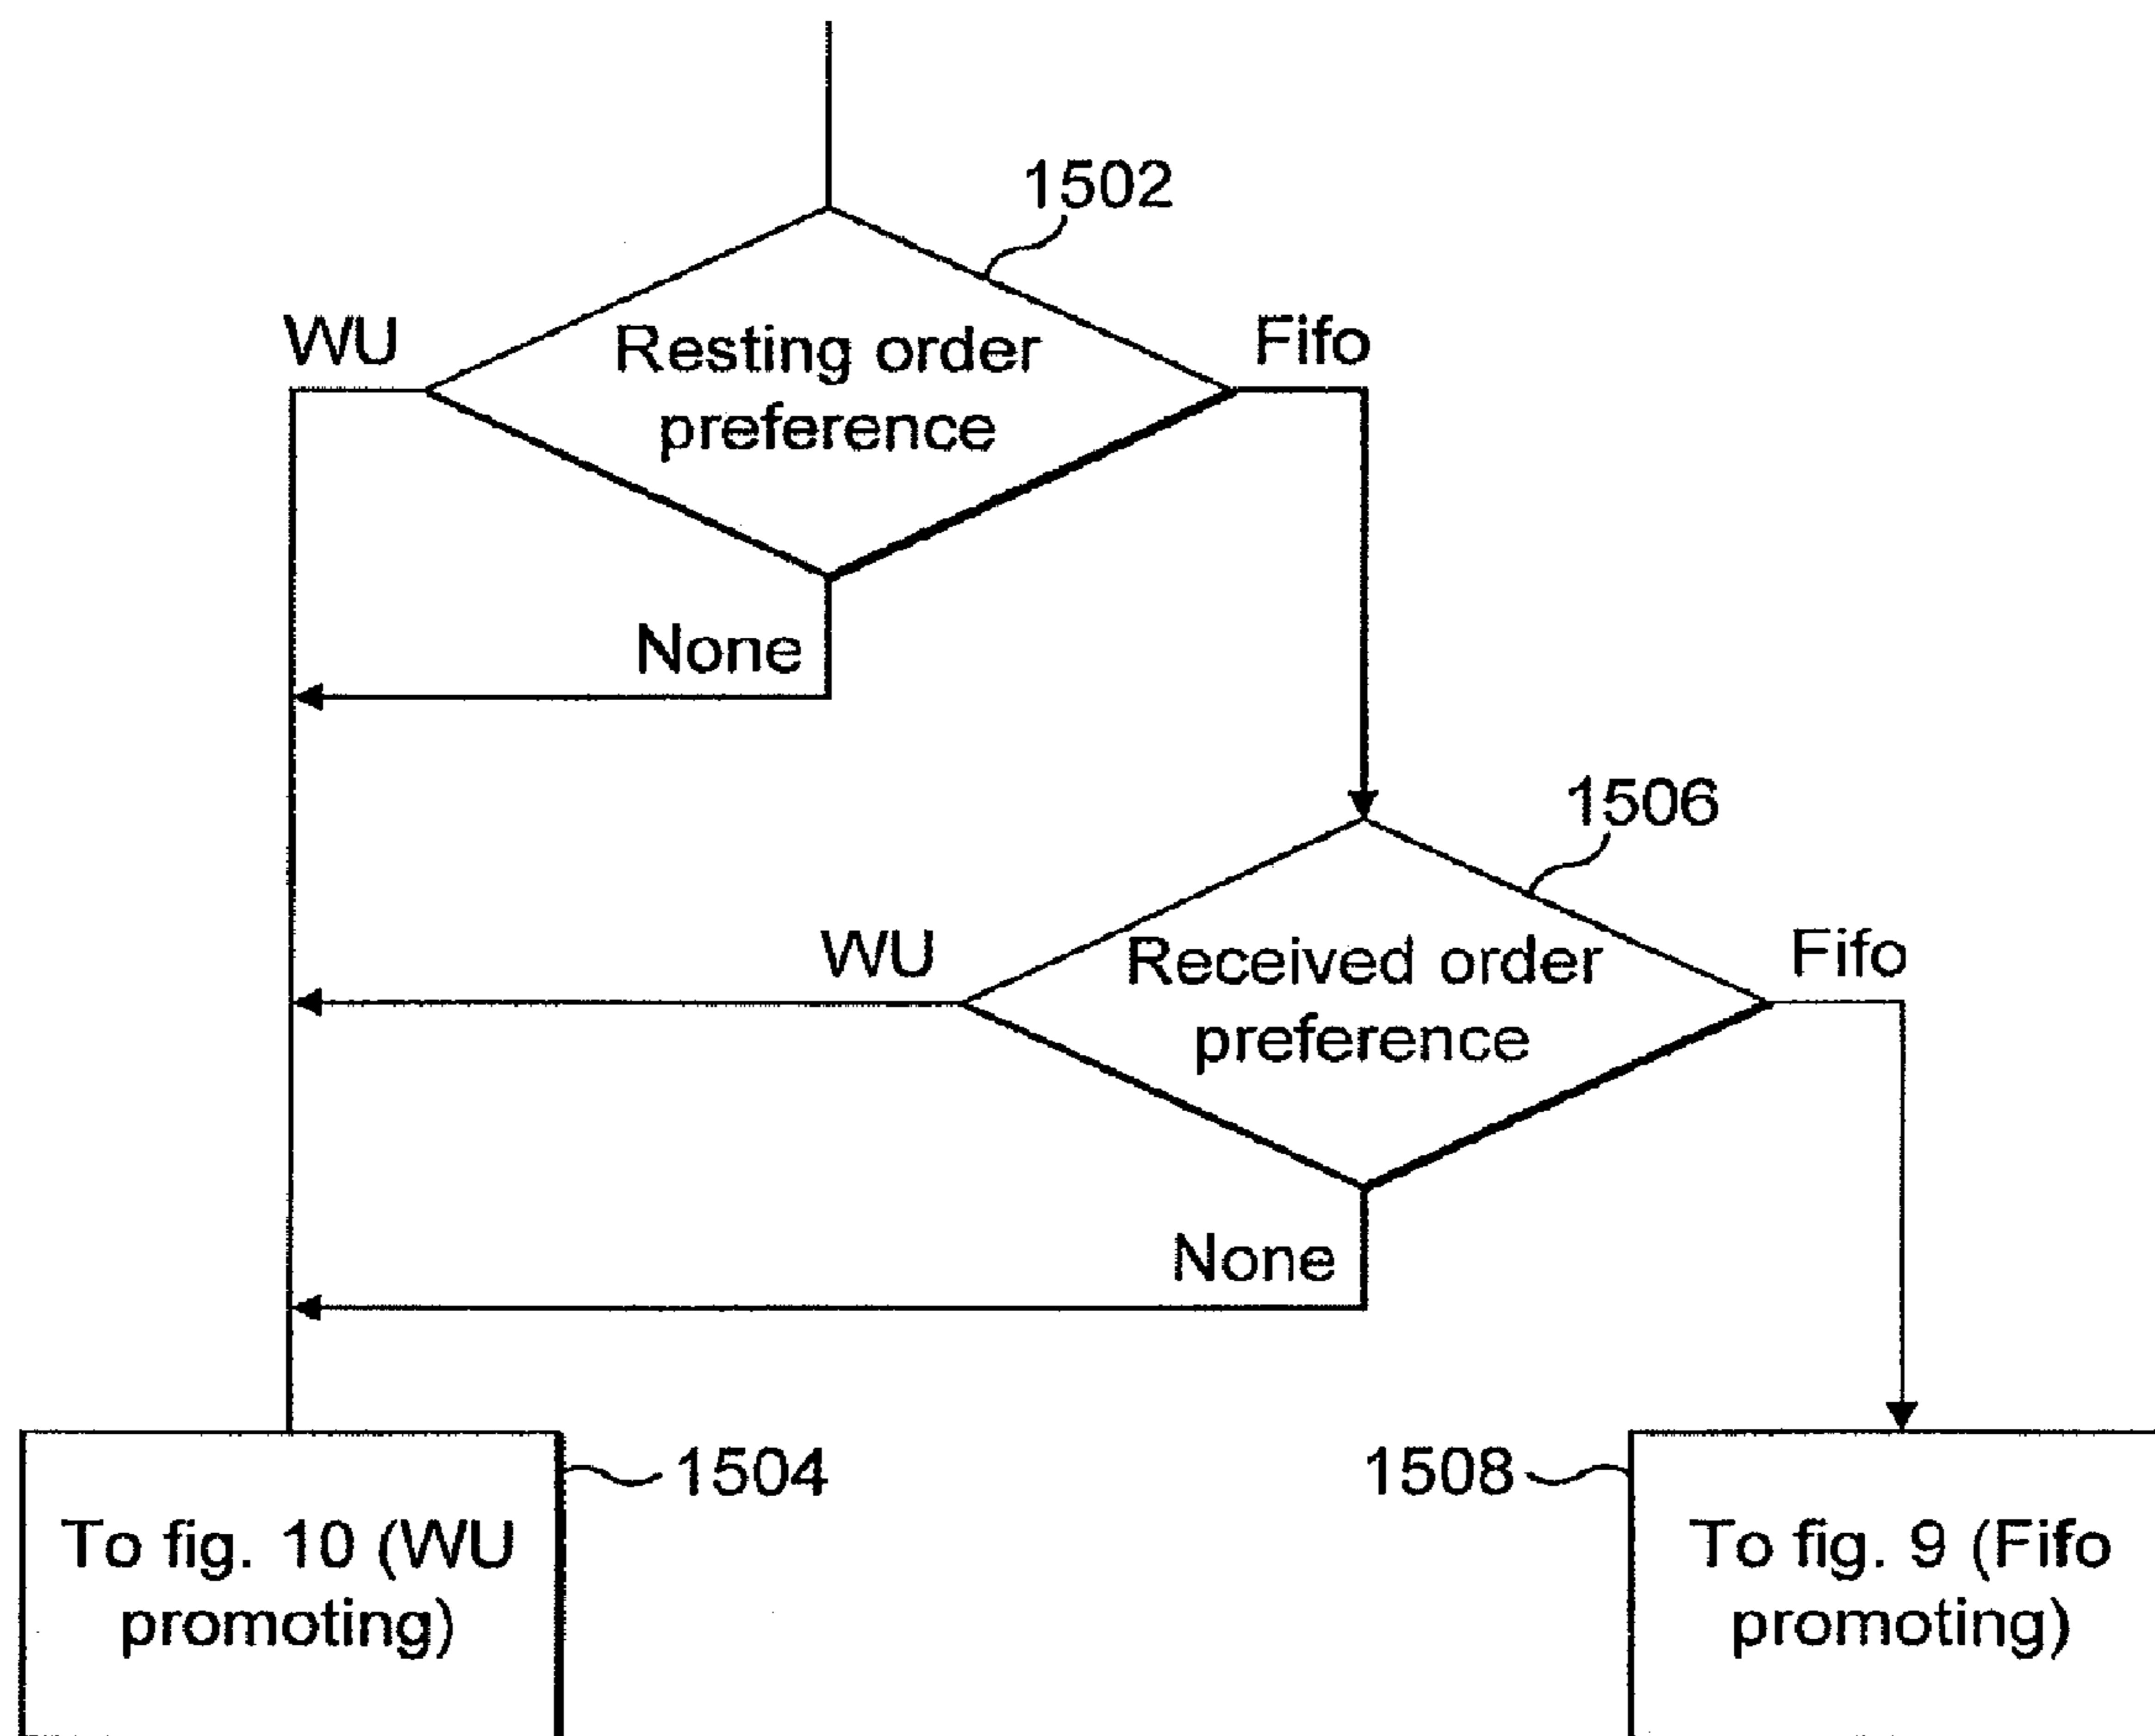 1502
WU
Fifo
Resting order
preference
None
1506
WU
Fifo
Received order
preference
None
1504
1508
To fig. 10 (WU
promoting)
To fig. 9 (Fifo
promoting)